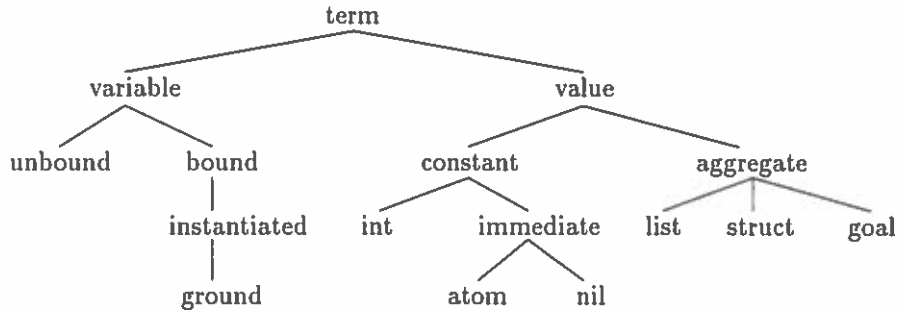 term
variable value
unbound bound constant aggregate
instantiated int immediate list struct goal
ground atom nil